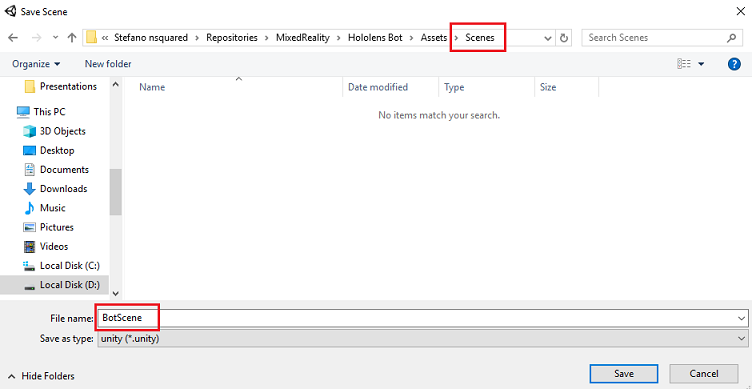 Save Scene
« Stefano nsquared > Repositories > MixedReality > Hololens Bot > Assets > Scenes
Search Scenes
Organize
New folder
Name
Date modified
Type
Size
No items match your search.
Presentations
This PC
3D Objects
Desktop
Documents
Downloads
Music
Pictures
Videos
Local Disk (C:)
Local Disk (D:)
File name: BotScene
Save as type: unity (*.unity)
Hide Folders
Save
Cancel